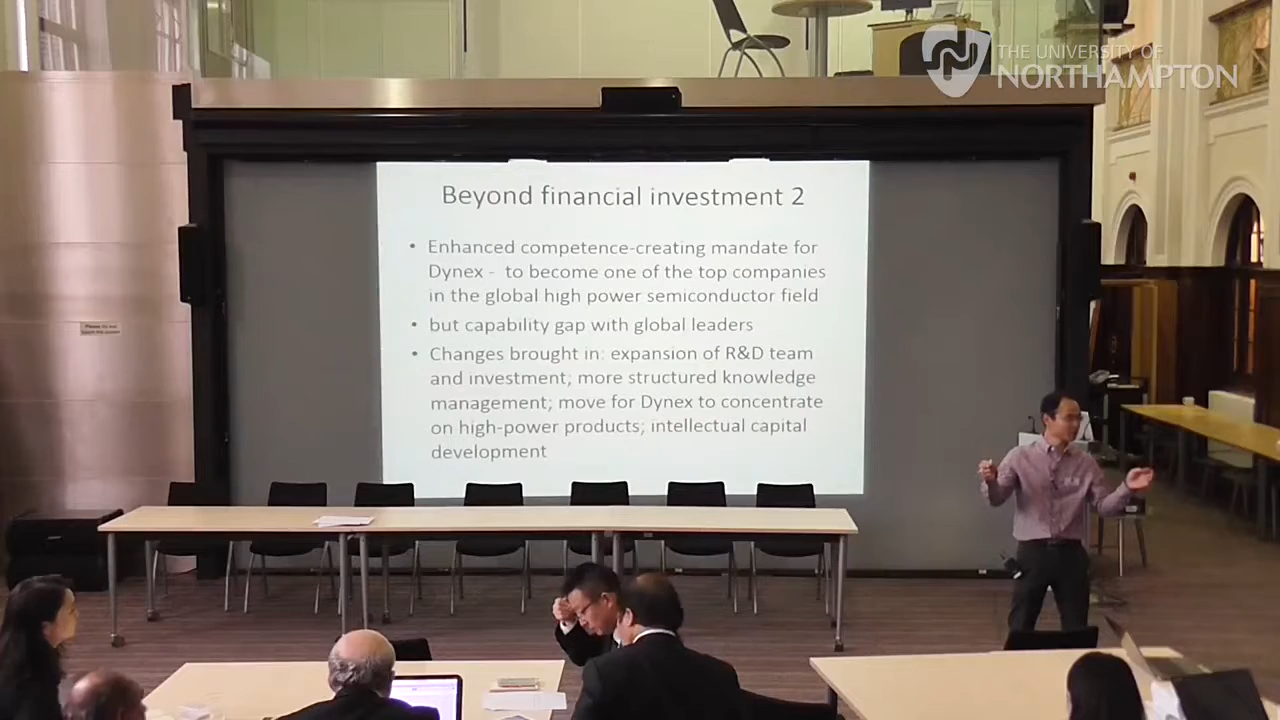 THE UNIVERSITY OF
NORTHAMPTON
Beyond financial investment 2
• Enhanced competence-creating mandate for
Dynex - to become one of the top companies
in the global high power semiconductor field
• but capability gap with global leaders
• Changes brought in: expansion of R&D team
and investment; more structured knowledge
management; move for Dynex to concentrate
on high-power products; intellectual capital
development